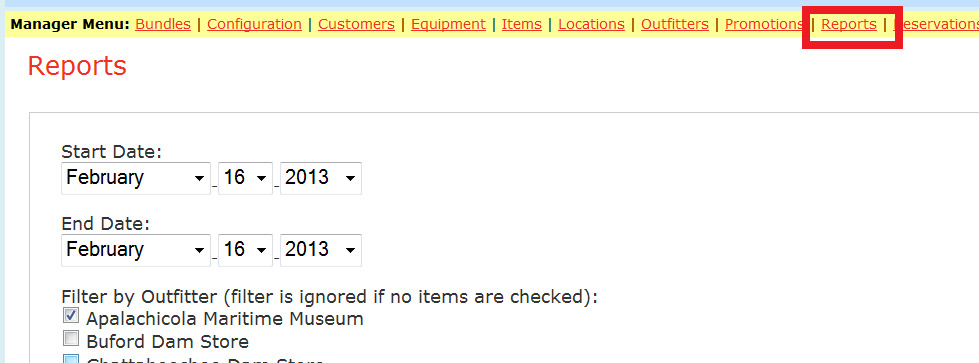 Manager Menu: Bundles | Configuration | Customers | Equipment | Items | Locations | Outfitters | Promotions | Reports | Reservations
Reports
Start Date:
February - 16 - 2013
End Date:
February - 16 - 2013
Filter by Outfitter (filter is ignored if no items are checked):
Apalachicola Maritime Museum
Buford Dam Store
Chattahoochee Dam Store